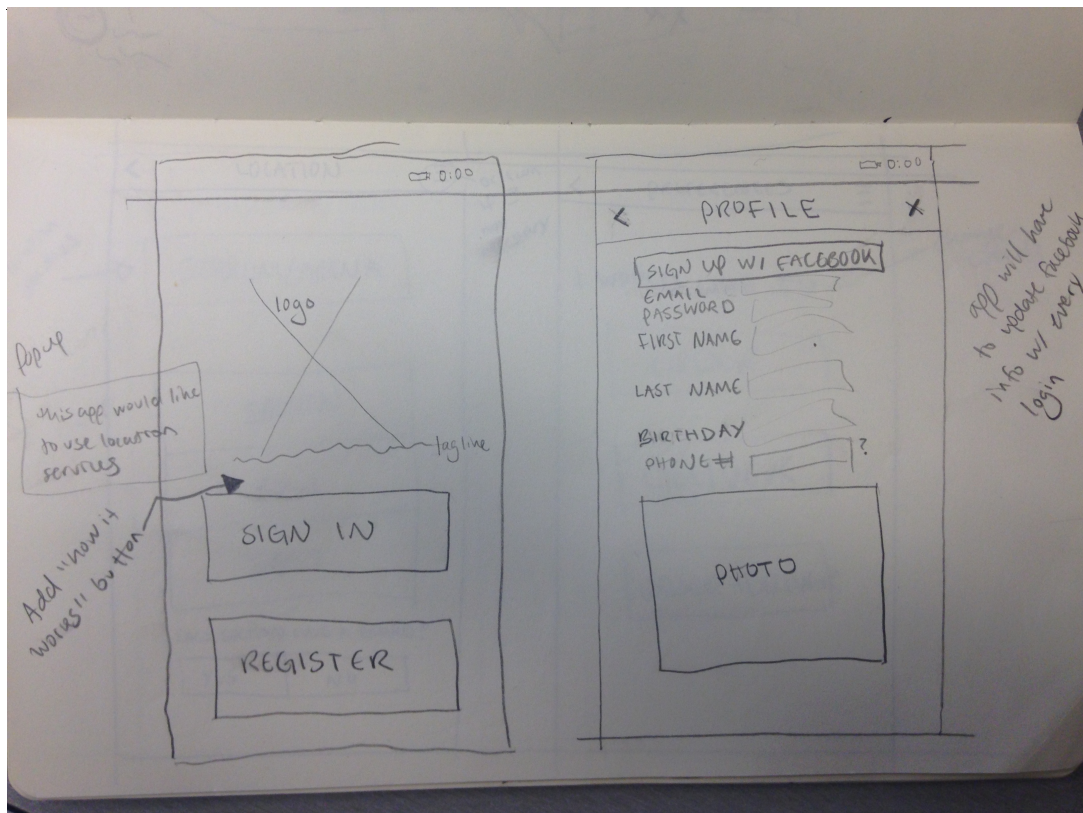 0:00
logo
tagline
SIGN IN
REGISTER
Popup
this app would like
to use location
services
Add "how it
works" button
0:00
< PROFILE X
SIGN UP W/ FACEBOOK
EMAIL
PASSWORD
FIRST NAME
LAST NAME
BIRTHDAY
PHONE# ?
PHOTO
app will have
to update facebook
info w/ every
login